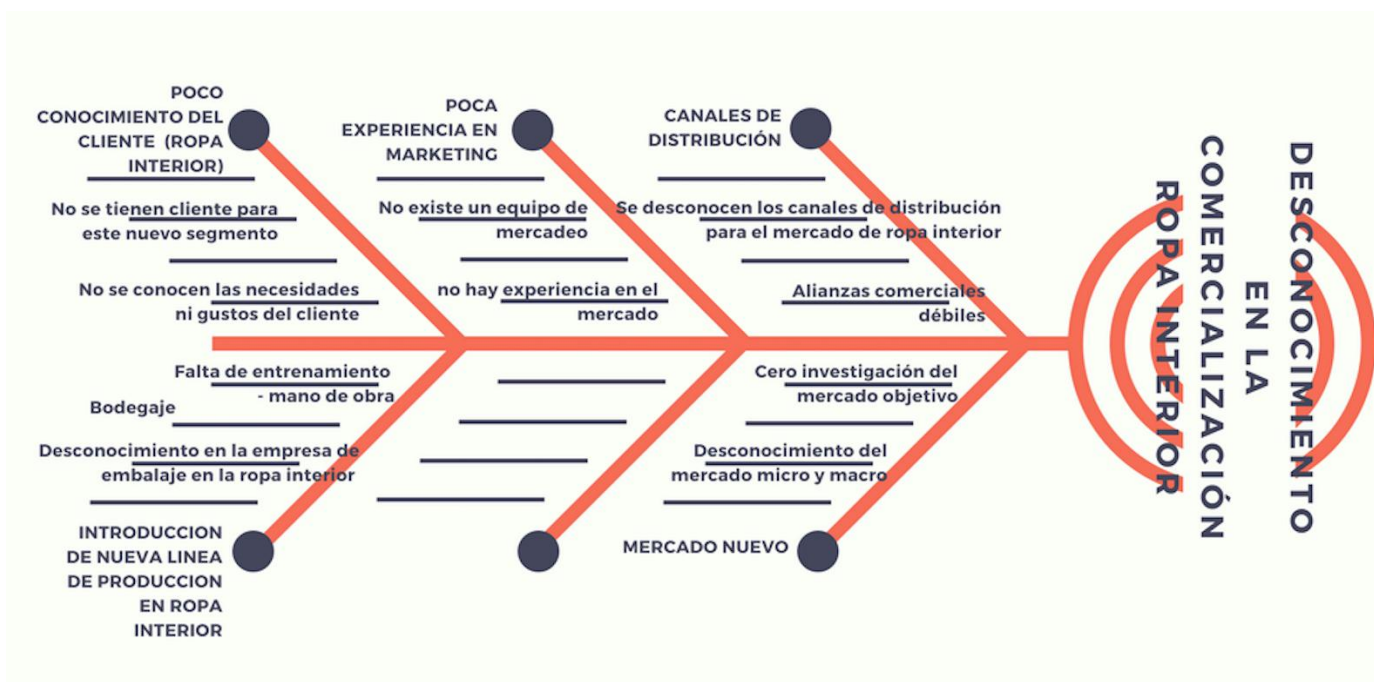 POCO
CONOCIMIENTO DEL
CLIENTE (ROPA
INTERIOR)
No se tienen cliente para
este nuevo segmento
No se conocen las necesidades
ni gustos del cliente
POCA
EXPERIENCIA EN
MARKETING
No existe un equipo de
mercadeo
no hay experiencia en el
mercado
CANALES DE
DISTRIBUCIÓN
Se desconocen los canales de distribución
para el mercado de ropa interior
Alianzas comerciales
débiles
Falta de entrenamiento
- mano de obra
Bodegaje
Desconocimiento en la empresa de
embalaje en la ropa interior
INTRODUCCION
DE NUEVA LINEA
DE PRODUCCION
EN ROPA
INTERIOR
Cero investigación del
mercado objetivo
Desconocimiento del
mercado micro y macro
MERCADO NUEVO
DESCONOCIMIENTO
EN LA
COMERCIALIZACIÓN
ROPA INTERIOR